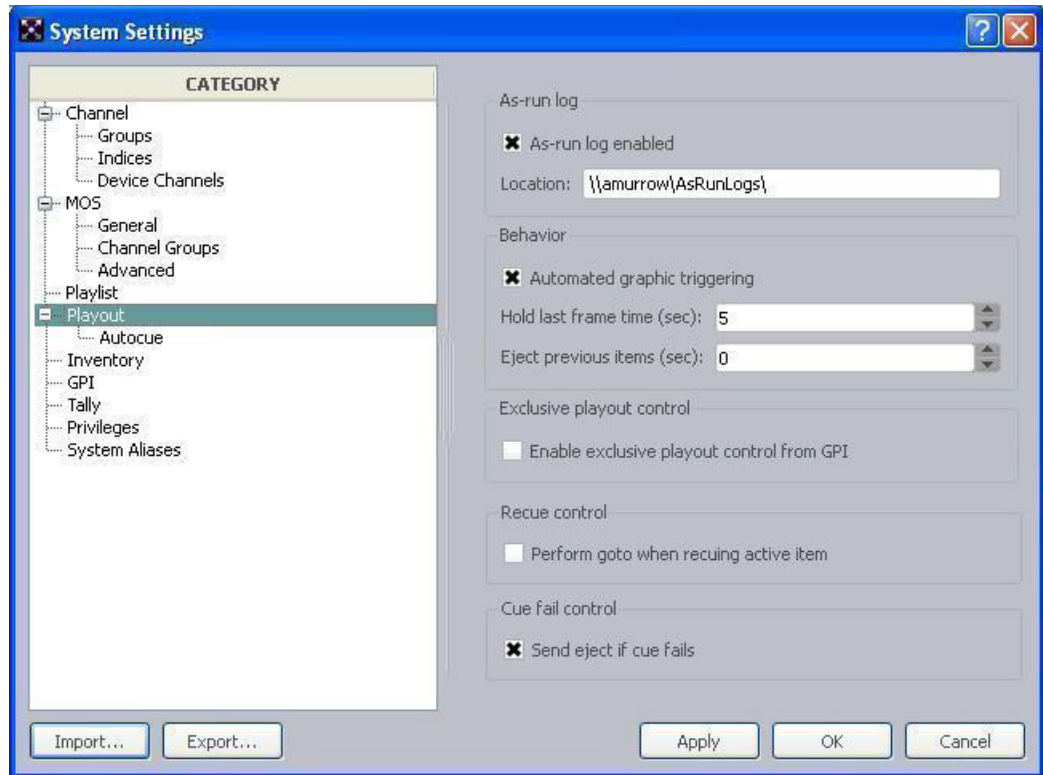 System Settings
CATEGORY
Channel
Groups
Indices
Device Channels
MOS
General
Channel Groups
Advanced
Playlist
Playout
Autocue
Inventory
GPI
Tally
Privileges
System Aliases
As-run log
As-run log enabled
Location: \\amurrow\AsRunLogs\
Behavior
Automated graphic triggering
Hold last frame time (sec): 5
Eject previous items (sec): 0
Exclusive playout control
Enable exclusive playout control from GPI
Recue control
Perform goto when recuing active item
Cue fail control
Send eject if cue fails
Import... Export... Apply OK Cancel